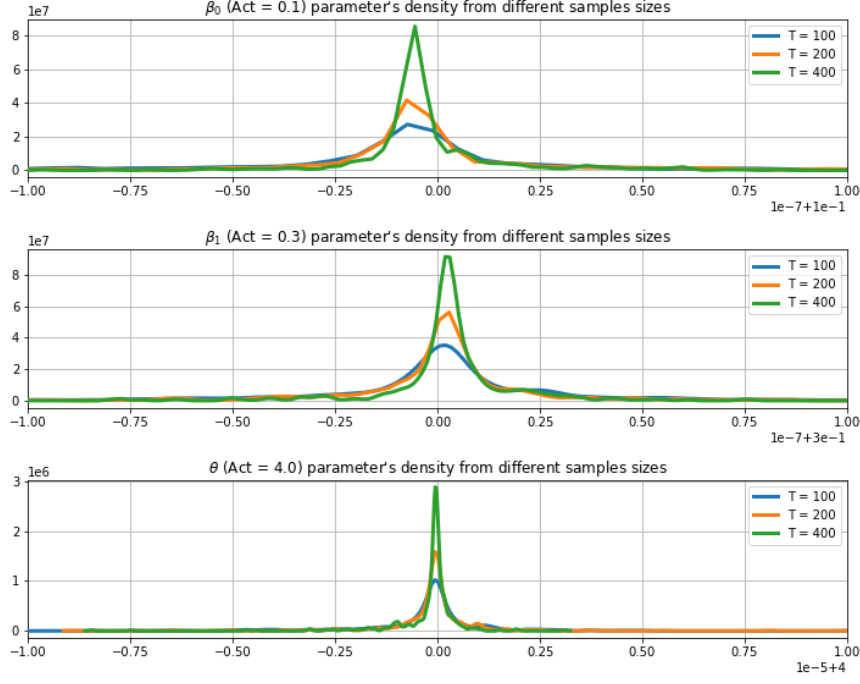 β₀ (Act = 0.1) parameter's density from different samples sizes
1e7
8
6
4
2
0
T = 100
T = 200
T = 400
−1.00 −0.75 −0.50 −0.25 0.00 0.25 0.50 0.75 1.00
1e−7+1e−1
β₁ (Act = 0.3) parameter's density from different samples sizes
1e7
8
6
4
2
0
T = 100
T = 200
T = 400
−1.00 −0.75 −0.50 −0.25 0.00 0.25 0.50 0.75 1.00
1e−7+3e−1
θ (Act = 4.0) parameter's density from different samples sizes
1e6
3
2
1
0
T = 100
T = 200
T = 400
−1.00 −0.75 −0.50 −0.25 0.00 0.25 0.50 0.75 1.00
1e−5+4